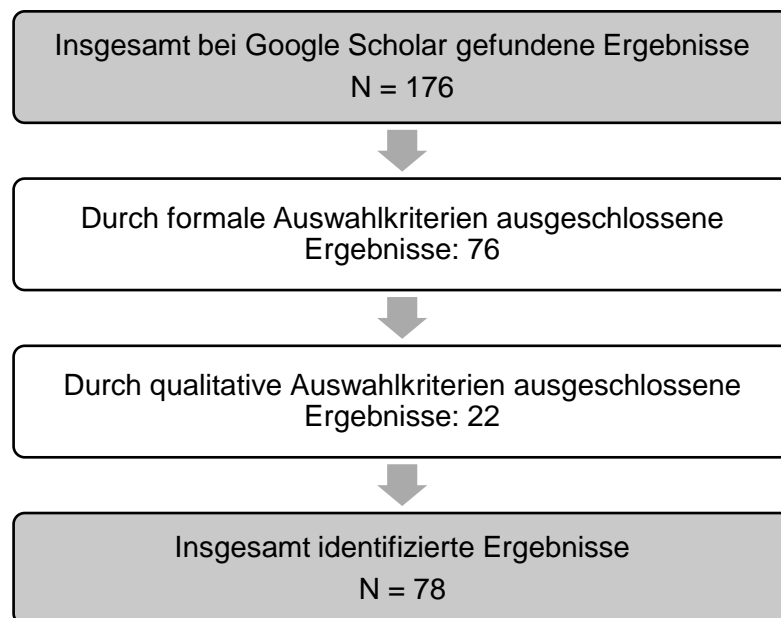 Insgesamt bei Google Scholar gefundene Ergebnisse
N = 176
Durch formale Auswahlkriterien ausgeschlossene
Ergebnisse: 76
Durch qualitative Auswahlkriterien ausgeschlossene
Ergebnisse: 22
Insgesamt identifizierte Ergebnisse
N = 78